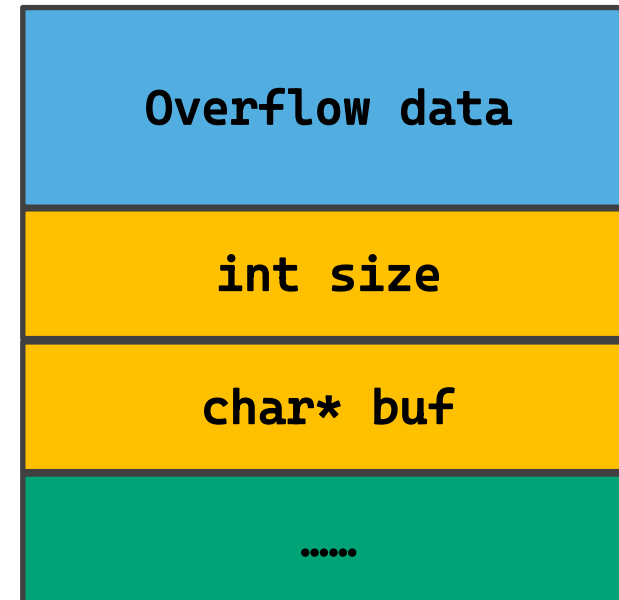 Overflow data
int size
char* buf
……